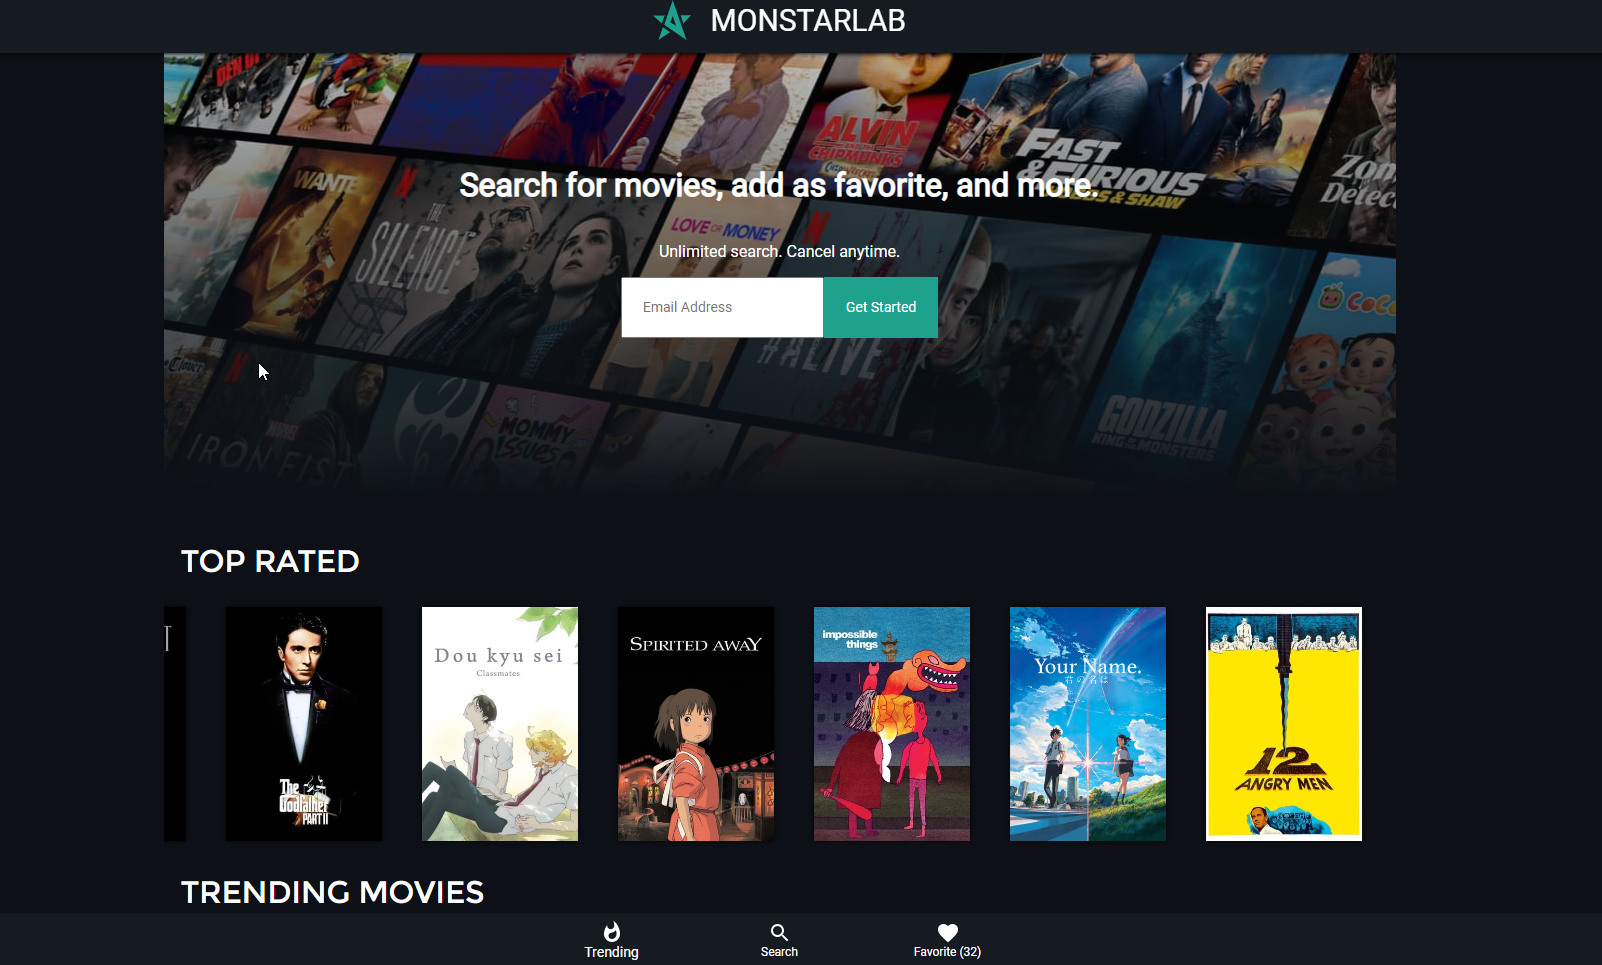 MONSTARLAB
ALVIN
AND THE
CHIPMUNKS
FAST
& FURIOUS
HOBBS & SHAW
WANTED
THE
SILENCE
LOVE OR MONEY
Search for movies, add as favorite, and more.
Unlimited search. Cancel anytime.
Email Address
Get Started
#ALIVE
COCO
GODZILLA
KING OF THE MONSTERS
MARVEL
IRON FIST
MOMMY
ISSUES
TOP RATED
The
Godfather
PART II
Dou kyu sei
Classmates
SPIRITED AWAY
impossible
things
Your Name.
君の名は
12
ANGRY MEN
TRENDING MOVIES
Trending
Search
Favorite (32)